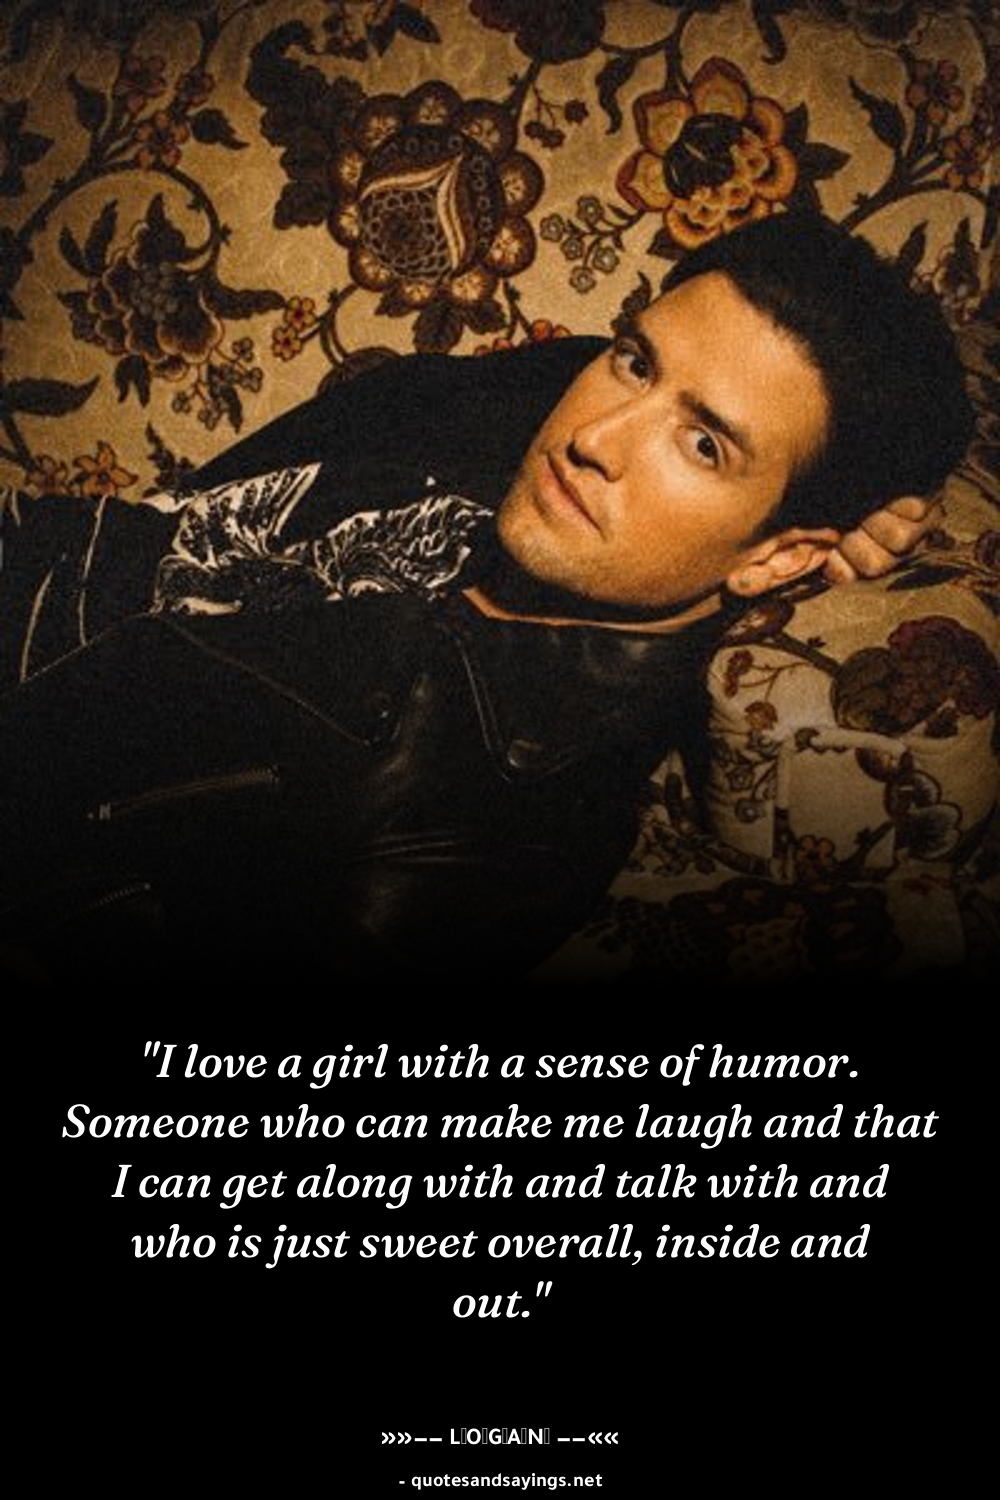 "I love a girl with a sense of humor.
Someone who can make me laugh and that
I can get along with and talk with and
who is just sweet overall, inside and
out."
»»−− L͟O͟G͟A͟N͟ −−««
- quotesandsayings.net